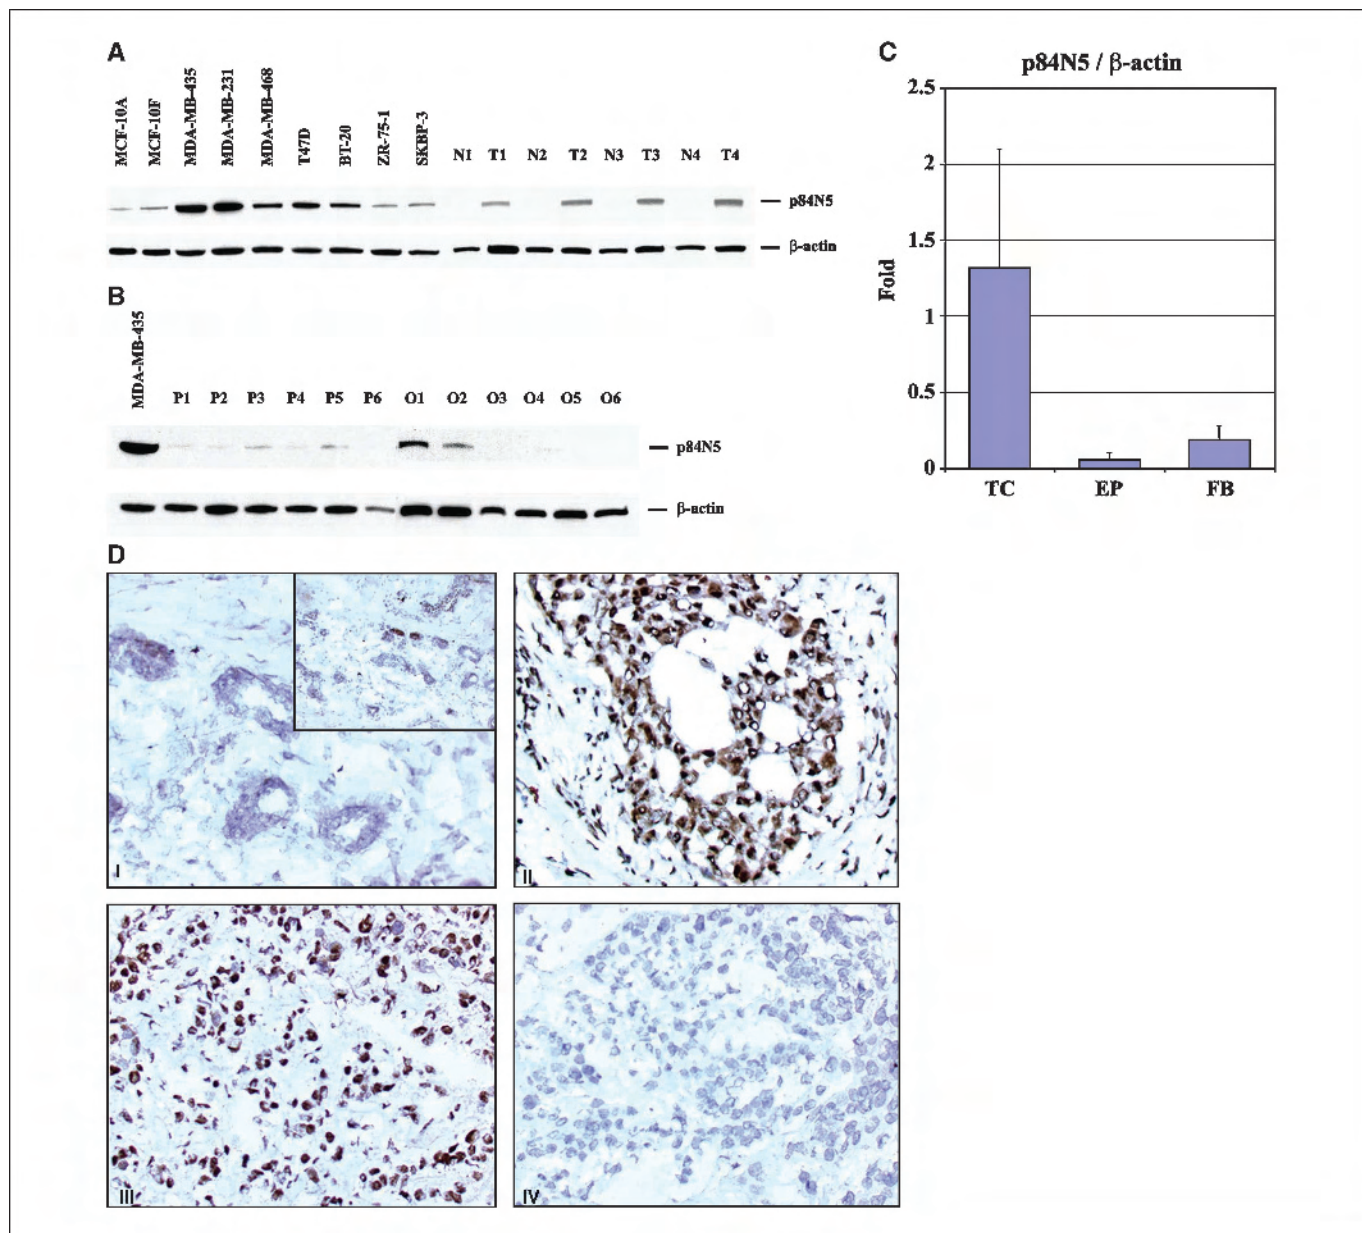 A
MCF-10A MCF-10F MDA-MB-435 MDA-MB-231 MDA-MB-468 T47D BT-20 ZR-75-1 SKBP-3 N1 T1 N2 T2 N3 T3 N4 T4
p84N5
β-actin
B
MDA-MB-435 P1 P2 P3 P4 P5 P6 O1 O2 O3 O4 O5 O6
p84N5
β-actin
C
p84N5 / β-actin
Fold
2.5
2
1.5
1
0.5
0
TC EP FB
D
I
II
III
IV